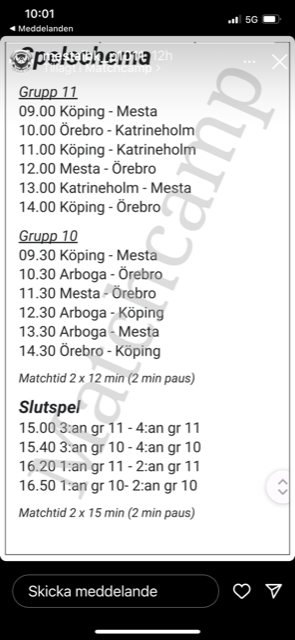 10:01
5G
Meddelanden
Spelschema
12h
Grupp 11
09.00 Köping - Mesta
10.00 Örebro - Katrineholm
11.00 Köping - Katrineholm
12.00 Mesta - Örebro
13.00 Katrineholm - Mesta
14.00 Köping - Örebro
Grupp 10
09.30 Köping - Mesta
10.30 Arboga - Örebro
11.30 Mesta - Örebro
12.30 Arboga - Köping
13.30 Arboga - Mesta
14.30 Örebro - Köping
Matchtid 2 x 12 min (2 min paus)
Slutspel
15.00 3:an gr 11 - 4:an gr 11
15.40 3:an gr 10 - 4:an gr 10
16.20 1:an gr 11 - 2:an gr 11
16.50 1:an gr 10- 2:an gr 10
Matchtid 2 x 15 min (2 min paus)
Matchcamp
Skicka meddelande